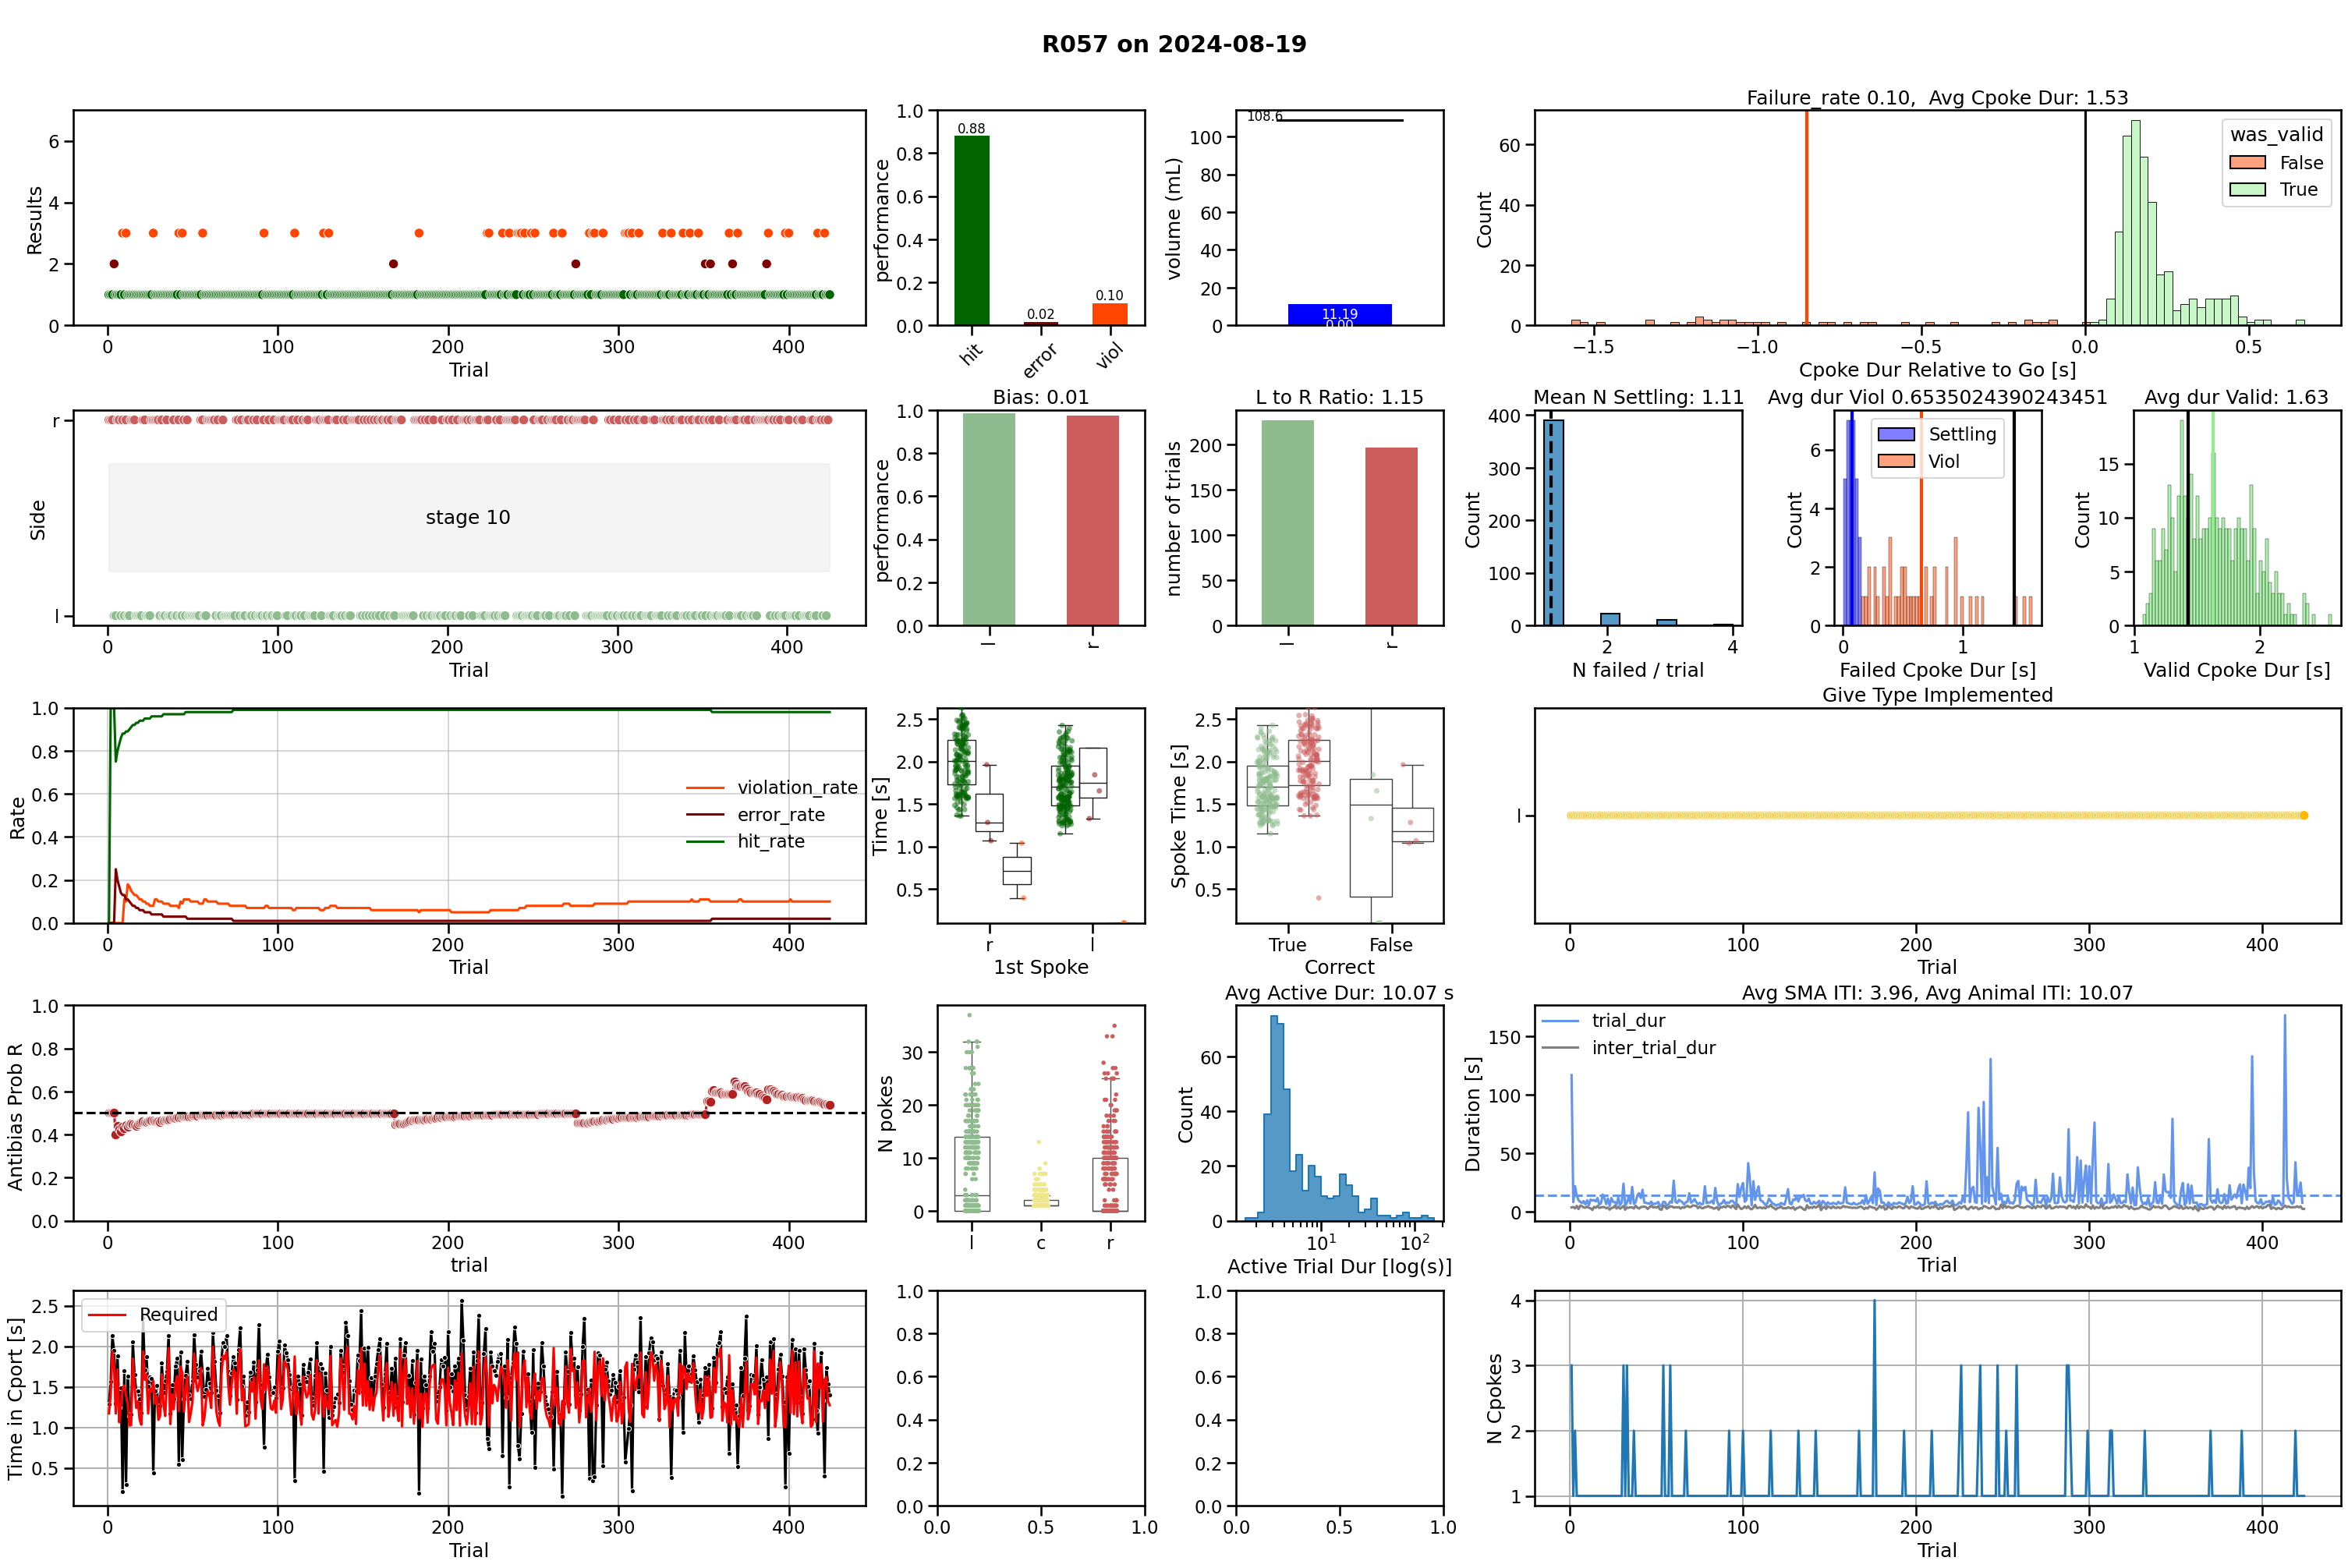 R057 on 2024-08-19
Results
6
4
2
0
0
100
200
300
400
Trial
performance
1.0
0.8
0.6
0.4
0.2
0.0
0.88
0.02
0.10
hit
error
viol
volume (mL)
100
80
60
40
20
0
108.6
11.19
0.00
Failure_rate 0.10,  Avg Cpoke Dur: 1.53
Count
60
40
20
0
was_valid
False
True
−1.5
−1.0
−0.5
0.0
0.5
Cpoke Dur Relative to Go [s]
Side
r
l
stage 10
0
100
200
300
400
Trial
Bias: 0.01
performance
1.0
0.8
0.6
0.4
0.2
0.0
l
r
L to R Ratio: 1.15
number of trials
200
150
100
50
0
l
r
Mean N Settling: 1.11
Count
400
300
200
100
0
2
4
N failed / trial
Avg dur Viol 0.6535024390243451
Count
6
4
2
0
Settling
Viol
0
1
Failed Cpoke Dur [s]
Avg dur Valid: 1.63
Count
15
10
5
0
1
2
Valid Cpoke Dur [s]
Rate
1.0
0.8
0.6
0.4
0.2
0.0
violation_rate
error_rate
hit_rate
0
100
200
300
400
Trial
Time [s]
2.5
2.0
1.5
1.0
0.5
r
l
1st Spoke
Spoke Time [s]
2.5
2.0
1.5
1.0
0.5
True
False
Correct
Give Type Implemented
l
0
100
200
300
400
Trial
Antibias Prob R
1.0
0.8
0.6
0.4
0.2
0.0
0
100
200
300
400
trial
N pokes
30
20
10
0
l
c
r
Avg Active Dur: 10.07 s
Count
60
40
20
0
10¹
10²
Active Trial Dur [log(s)]
Avg SMA ITI: 3.96, Avg Animal ITI: 10.07
Duration [s]
150
100
50
0
trial_dur
inter_trial_dur
0
100
200
300
400
Trial
Time in Cport [s]
2.5
2.0
1.5
1.0
0.5
Required
0
100
200
300
400
Trial
1.0
0.8
0.6
0.4
0.2
0.0
0.0
0.5
1.0
1.0
0.8
0.6
0.4
0.2
0.0
0.0
0.5
1.0
N Cpokes
4
3
2
1
0
100
200
300
400
Trial